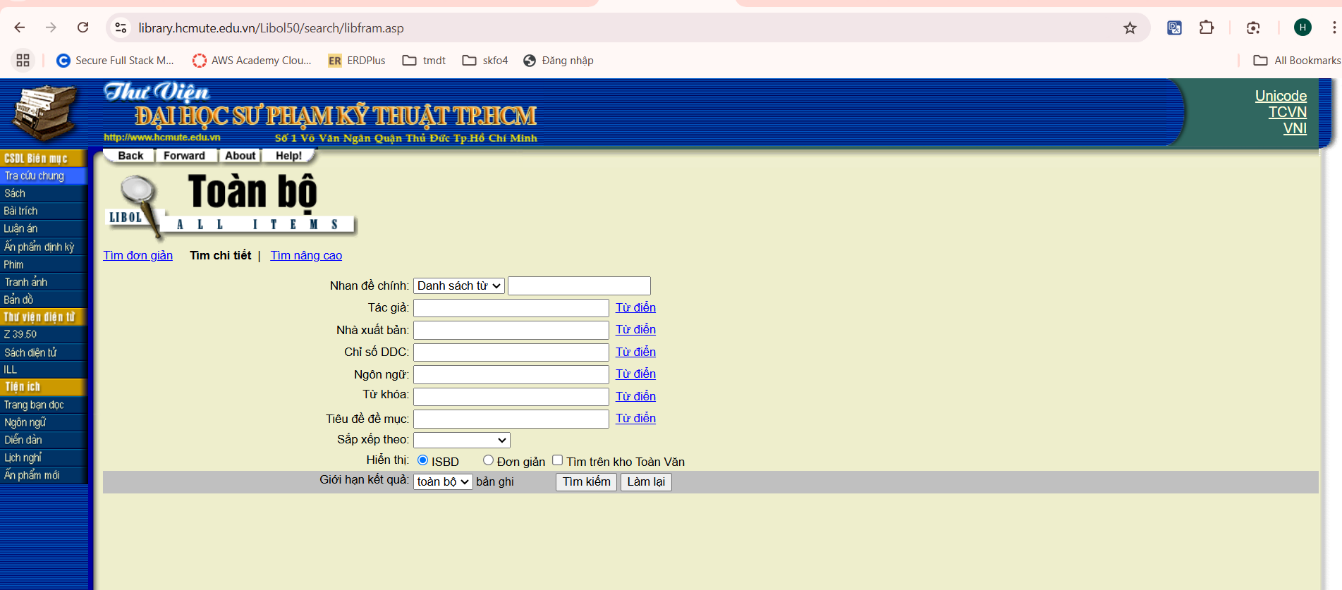 library.hcmute.edu.vn/Libol50/search/libfram.asp
H
Secure Full Stack M... AWS Academy Clou... ER ERDPlus tmdt skfo4 Đăng nhập All Bookmarks
Thư Viện
ĐẠI HỌC SƯ PHẠM KỸ THUẬT TP.HCM
http://www.hcmute.edu.vn Số 1 Võ Văn Ngân Quận Thủ Đức Tp.Hồ Chí Minh
Unicode
TCVN
VNI
Back Forward About Help!
CSDL Biên mục
Tra cứu chung
Sách
Bài trích
Luận án
Ấn phẩm định kỳ
Phim
Tranh ảnh
Bản đồ
Thư viện điện tử
Z 39.50
Sách điện tử
ILL
Tiện ích
Trang bạn đọc
Ngôn ngữ
Diễn đàn
Lịch nghỉ
Ấn phẩm mới
Toàn bộ
LIBOL ALL ITEMS
Tìm đơn giản Tìm chi tiết | Tìm nâng cao
Nhan đề chính: Danh sách từ
Tác giả: Từ điển
Nhà xuất bản: Từ điển
Chỉ số DDC: Từ điển
Ngôn ngữ: Từ điển
Từ khóa: Từ điển
Tiêu đề đề mục: Từ điển
Sắp xếp theo:
Hiển thị: ISBD Đơn giản Tìm trên kho Toàn Văn
Giới hạn kết quả: toàn bộ bản ghi Tìm kiếm Làm lại